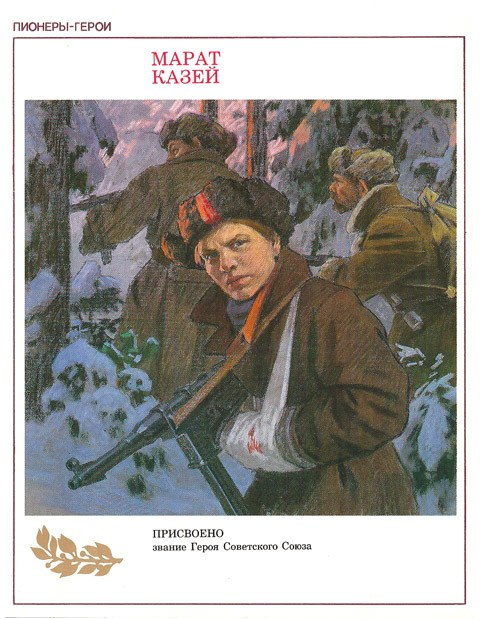 ПИОНЕРЫ-ГЕРОИ
МАРАТ
КАЗЕЙ
ПРИСВОЕНО
звание Героя Советского Союза